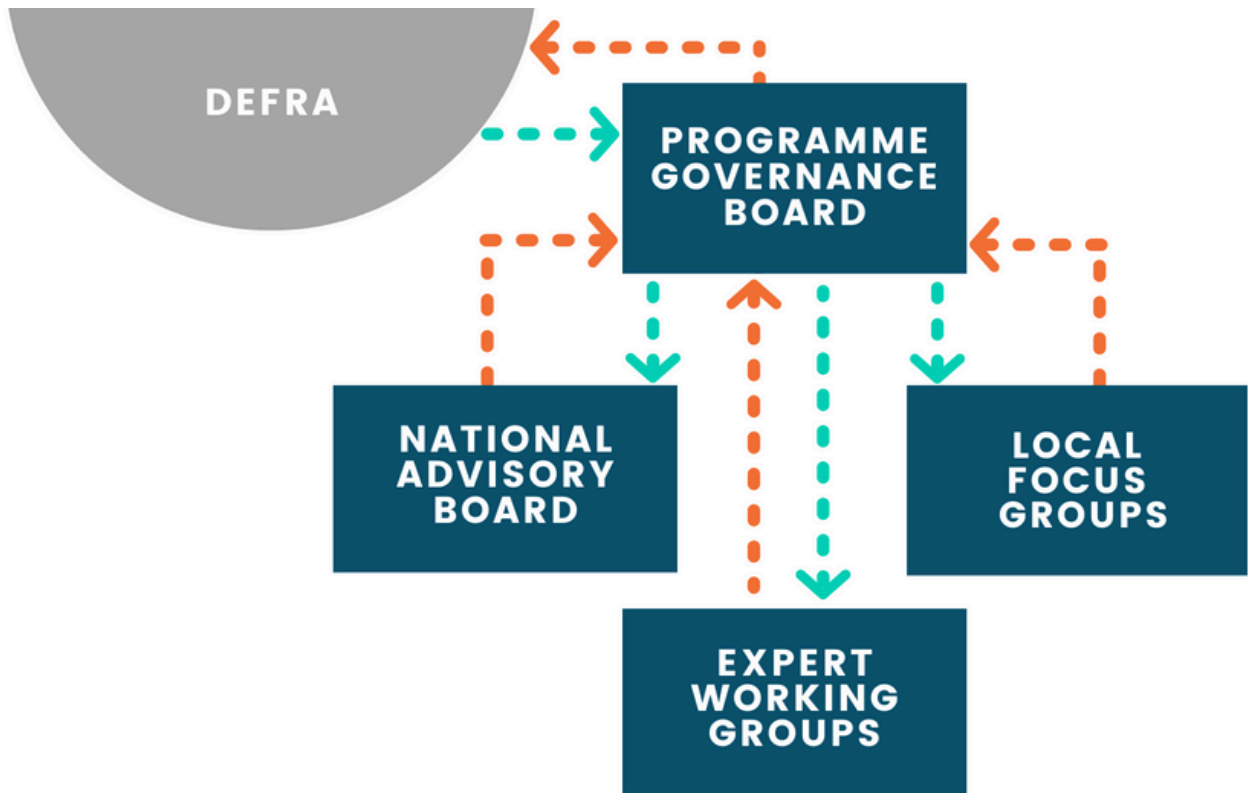 DEFRA
PROGRAMME
GOVERNANCE
BOARD
NATIONAL
ADVISORY
BOARD
LOCAL
FOCUS
GROUPS
EXPERT
WORKING
GROUPS